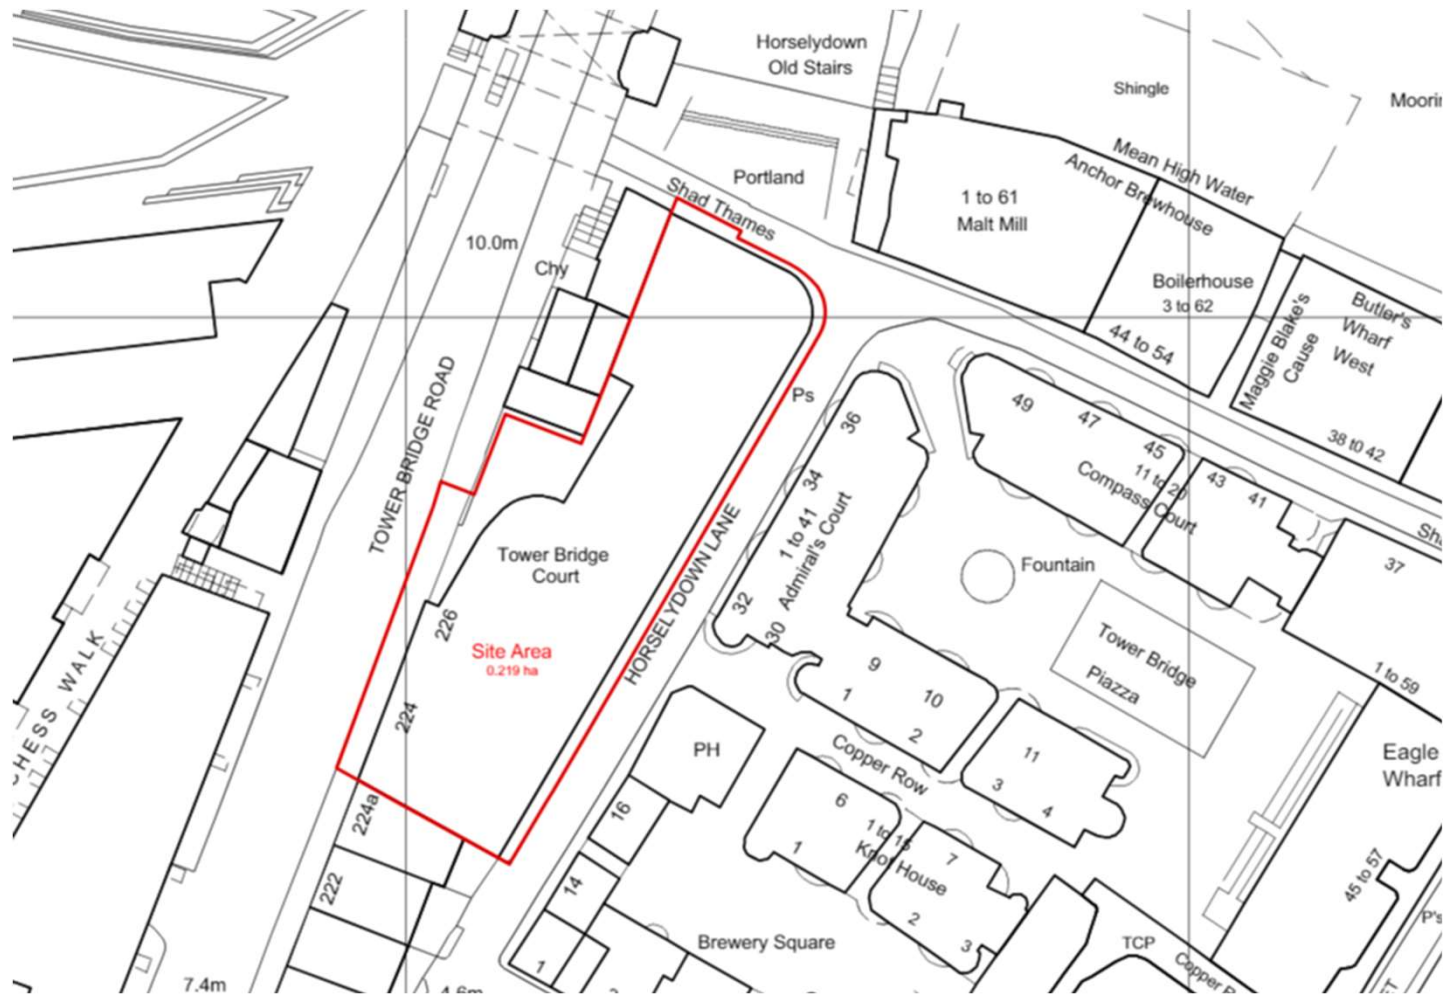 Horselydown
Old Stairs
Shingle
Mean High Water
Anchor Brewhouse
Portland
Shad Thames
1 to 61
Malt Mill
10.0m
Chy
Boilerhouse
3 to 62
44 to 54
Maggie Blake's
Cause
Butler's
Wharf
West
38 to 42
TOWER BRIDGE ROAD
Ps
36
34
1 to 41
Admiral's Court
32
30
49
47
45
11 to 20
Compass Court
43
41
37
1 to 59
Fountain
Tower Bridge
Piazza
Tower Bridge
Court
226
224
Site Area
0.219 ha
HORSELYDOWN LANE
9
10
1
2
11
3
4
Copper Row
PH
6
1
1 to 15
Knot House
7
2
3
Eagle
Wharf
45 to 57
224a
222
16
14
1
Brewery Square
TCP
Copper R
CHESS WALK
7.4m
4.6m
P's